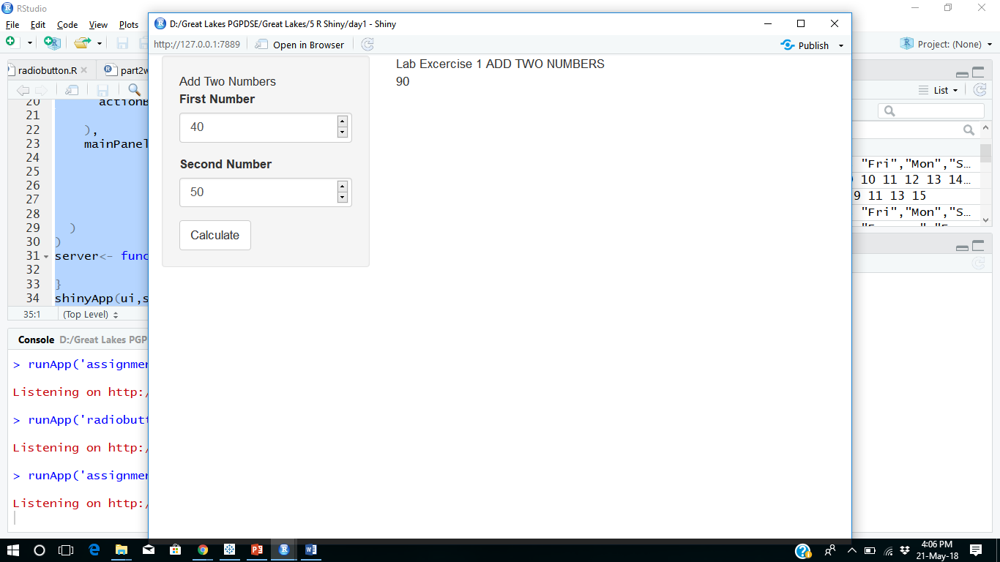 RStudio
File Edit Code View Plots
Project: (None)
radiobutton.R
part2w
20 actionB
21
22 ),
23 mainPanel
24
25
26
27
28
29 )
30 )
31 server<- func
32
33 }
34 shinyApp(ui,s
35:1 (Top Level)
Console D:/Great Lakes PGP
> runApp('assignmen
Listening on http:/
> runApp('radiobutt
Listening on http:/
> runApp('assignmen
Listening on http:/
D:/Great Lakes PGPDSE/Great Lakes/5 R Shiny/day1 - Shiny
http://127.0.0.1:7889 Open in Browser
Publish
Add Two Numbers
First Number
40
Second Number
50
Calculate
Lab Excercise 1 ADD TWO NUMBERS
90
List
"Fri","Mon","S...
10 11 12 13 14...
9 11 13 15
"Fri","Mon","S...
4:06 PM
21-May-18